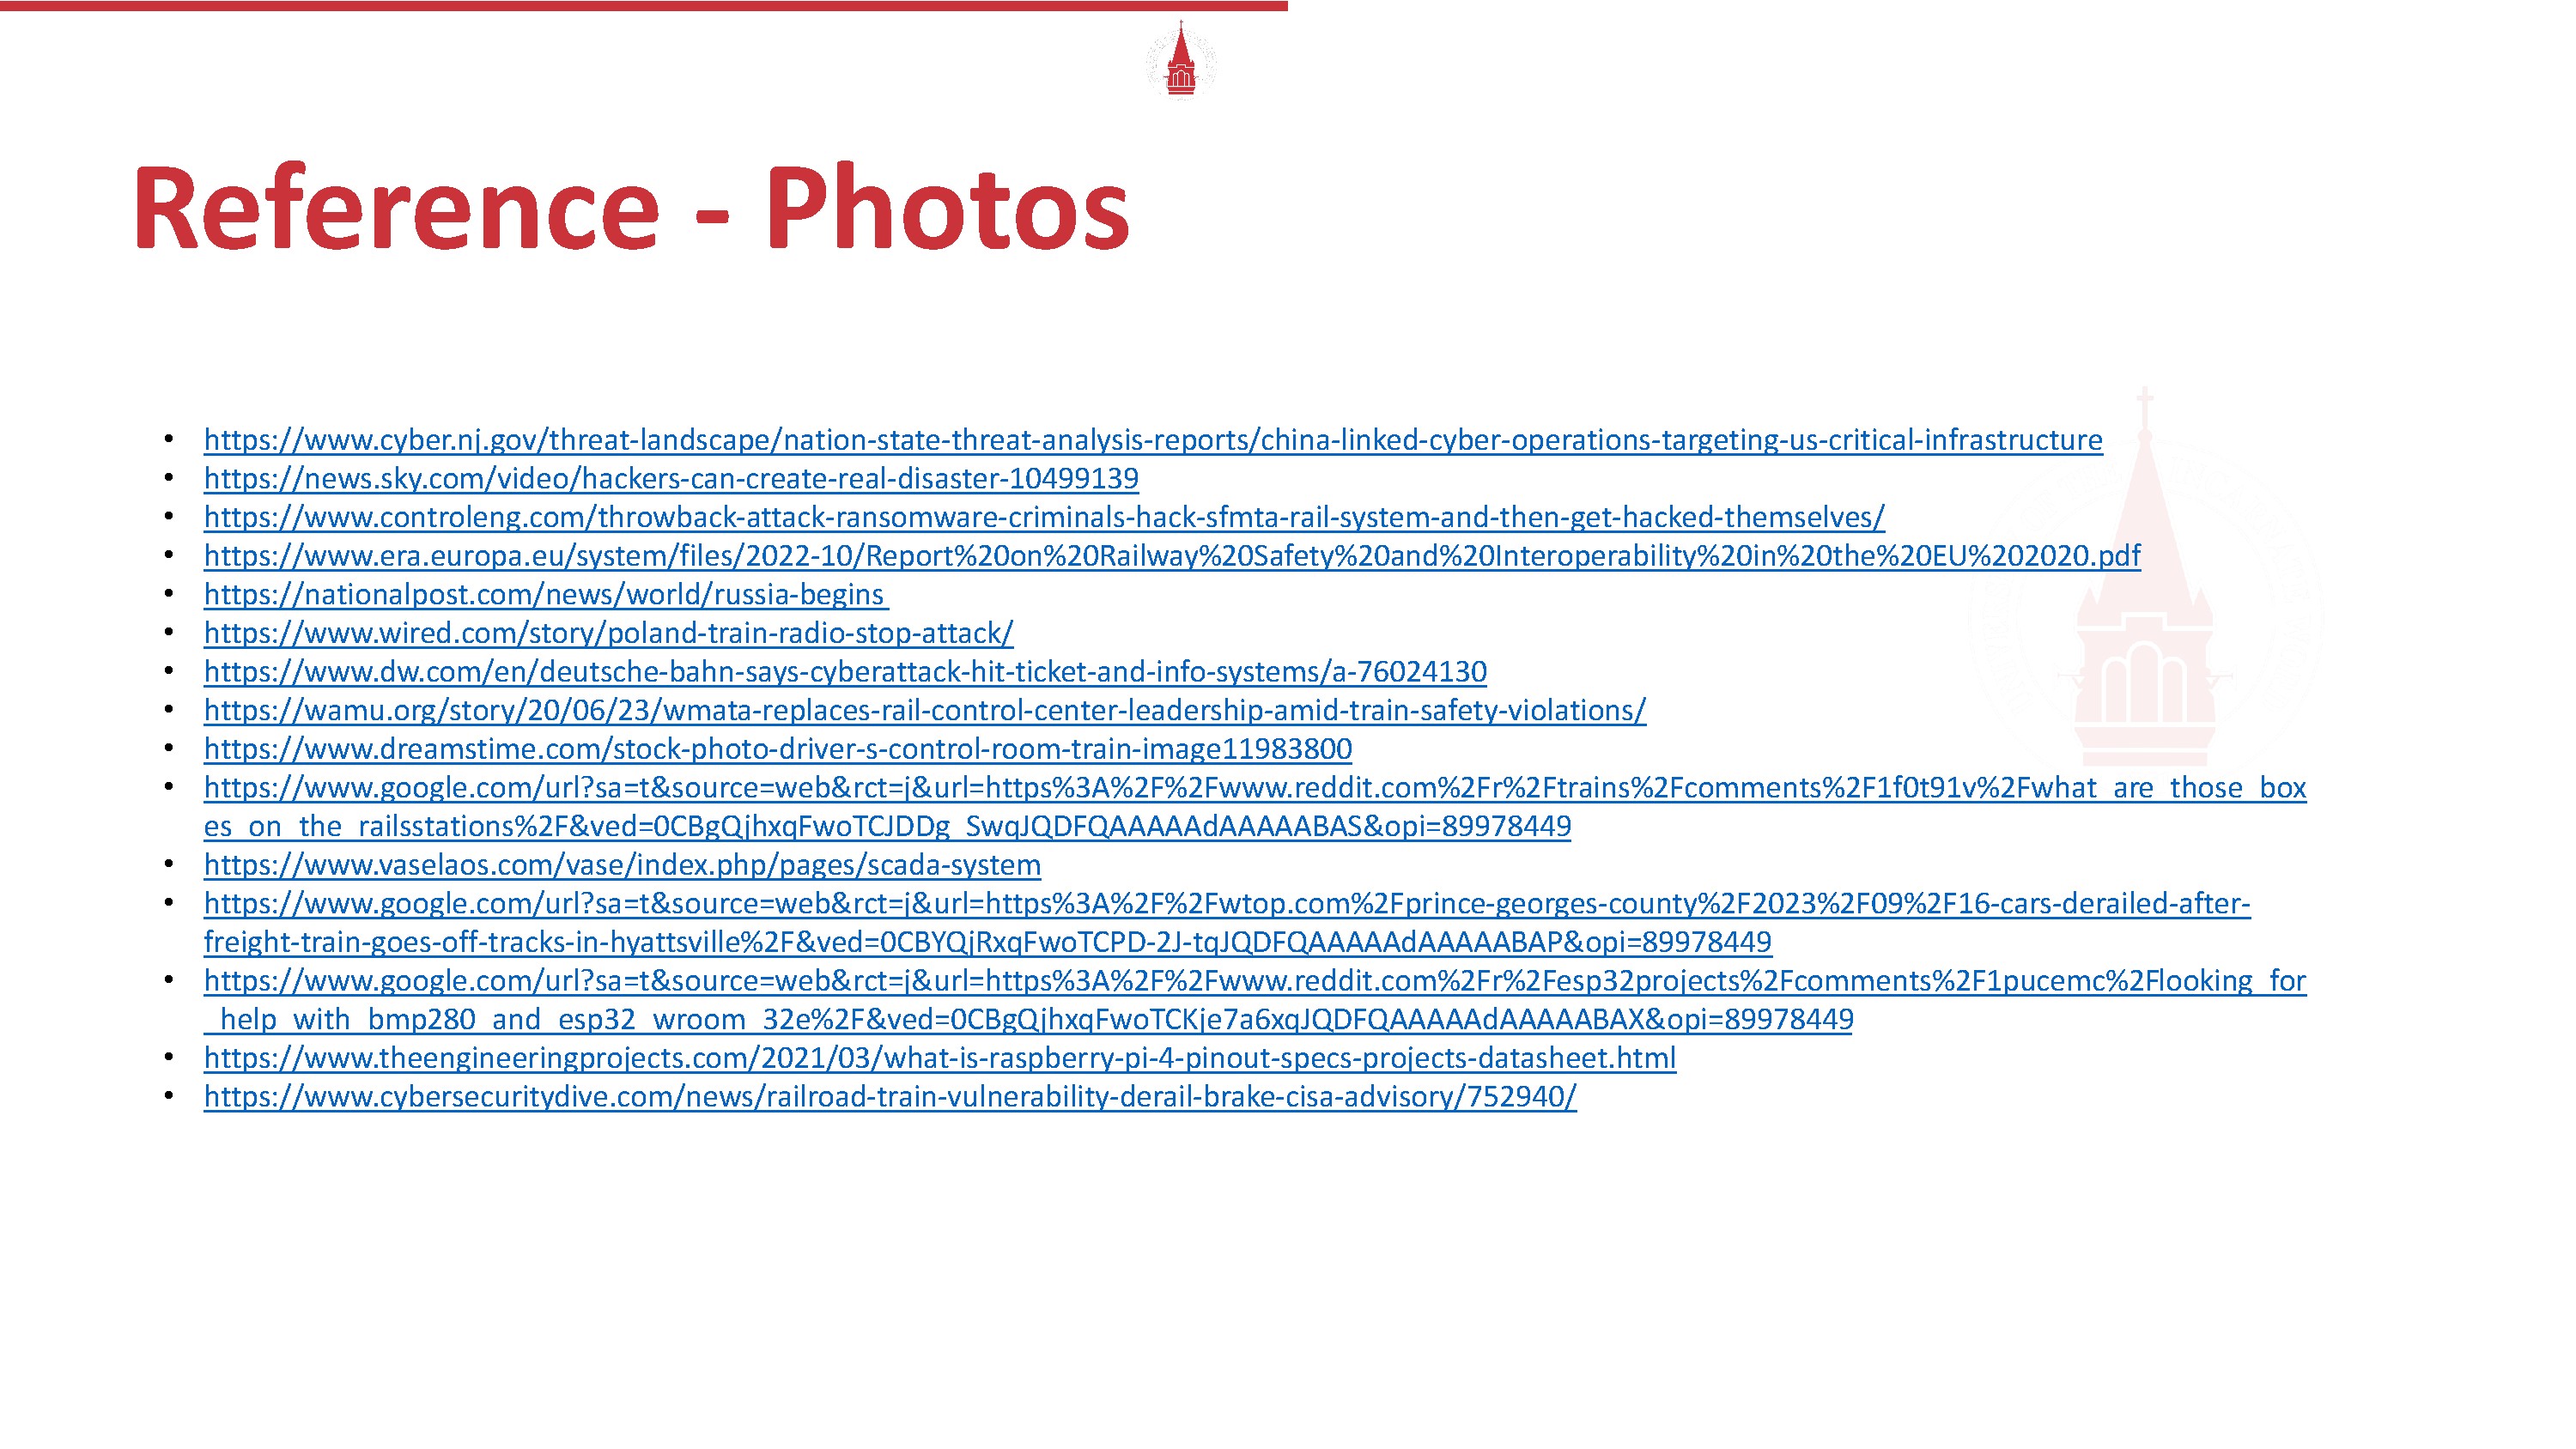 Reference - Photos
• https://www.cyber.nj.gov/threat-landscape/nation-state-threat-analysis-reports/china-linked-cyber-operations-targeting-us-critical-infrastructure
• https://news.sky.com/video/hackers-can-create-real-disaster-10499139
• https://www.controleng.com/throwback-attack-ransomware-criminals-hack-sfmta-rail-system-and-then-get-hacked-themselves/
• https://www.era.europa.eu/system/files/2022-10/Report%20on%20Railway%20Safety%20and%20Interoperability%20in%20the%20EU%202020.pdf
• https://nationalpost.com/news/world/russia-begins
• https://www.wired.com/story/poland-train-radio-stop-attack/
• https://www.dw.com/en/deutsche-bahn-says-cyberattack-hit-ticket-and-info-systems/a-76024130
• https://wamu.org/story/20/06/23/wmata-replaces-rail-control-center-leadership-amid-train-safety-violations/
• https://www.dreamstime.com/stock-photo-driver-s-control-room-train-image11983800
• https://www.google.com/url?sa=t&source=web&rct=j&url=https%3A%2F%2Fwww.reddit.com%2Fr%2Ftrains%2Fcomments%2F1f0t91v%2Fwhat_are_those_box
es_on_the_railsstations%2F&ved=0CBgQjhxqFwoTCJDDg_SwqJQDFQAAAAAdAAAAABAS&opi=89978449
• https://www.vaselaos.com/vase/index.php/pages/scada-system
• https://www.google.com/url?sa=t&source=web&rct=j&url=https%3A%2F%2Fwtop.com%2Fprince-georges-county%2F2023%2F09%2F16-cars-derailed-after-
freight-train-goes-off-tracks-in-hyattsville%2F&ved=0CBYQjRxqFwoTCPD-2J-tqJQDFQAAAAAdAAAAABAP&opi=89978449
• https://www.google.com/url?sa=t&source=web&rct=j&url=https%3A%2F%2Fwww.reddit.com%2Fr%2Fesp32projects%2Fcomments%2F1pucemc%2Flooking_for
_help_with_bmp280_and_esp32_wroom_32e%2F&ved=0CBgQjhxqFwoTCKje7a6xqJQDFQAAAAAdAAAAABAX&opi=89978449
• https://www.theengineeringprojects.com/2021/03/what-is-raspberry-pi-4-pinout-specs-projects-datasheet.html
• https://www.cybersecuritydive.com/news/railroad-train-vulnerability-derail-brake-cisa-advisory/752940/